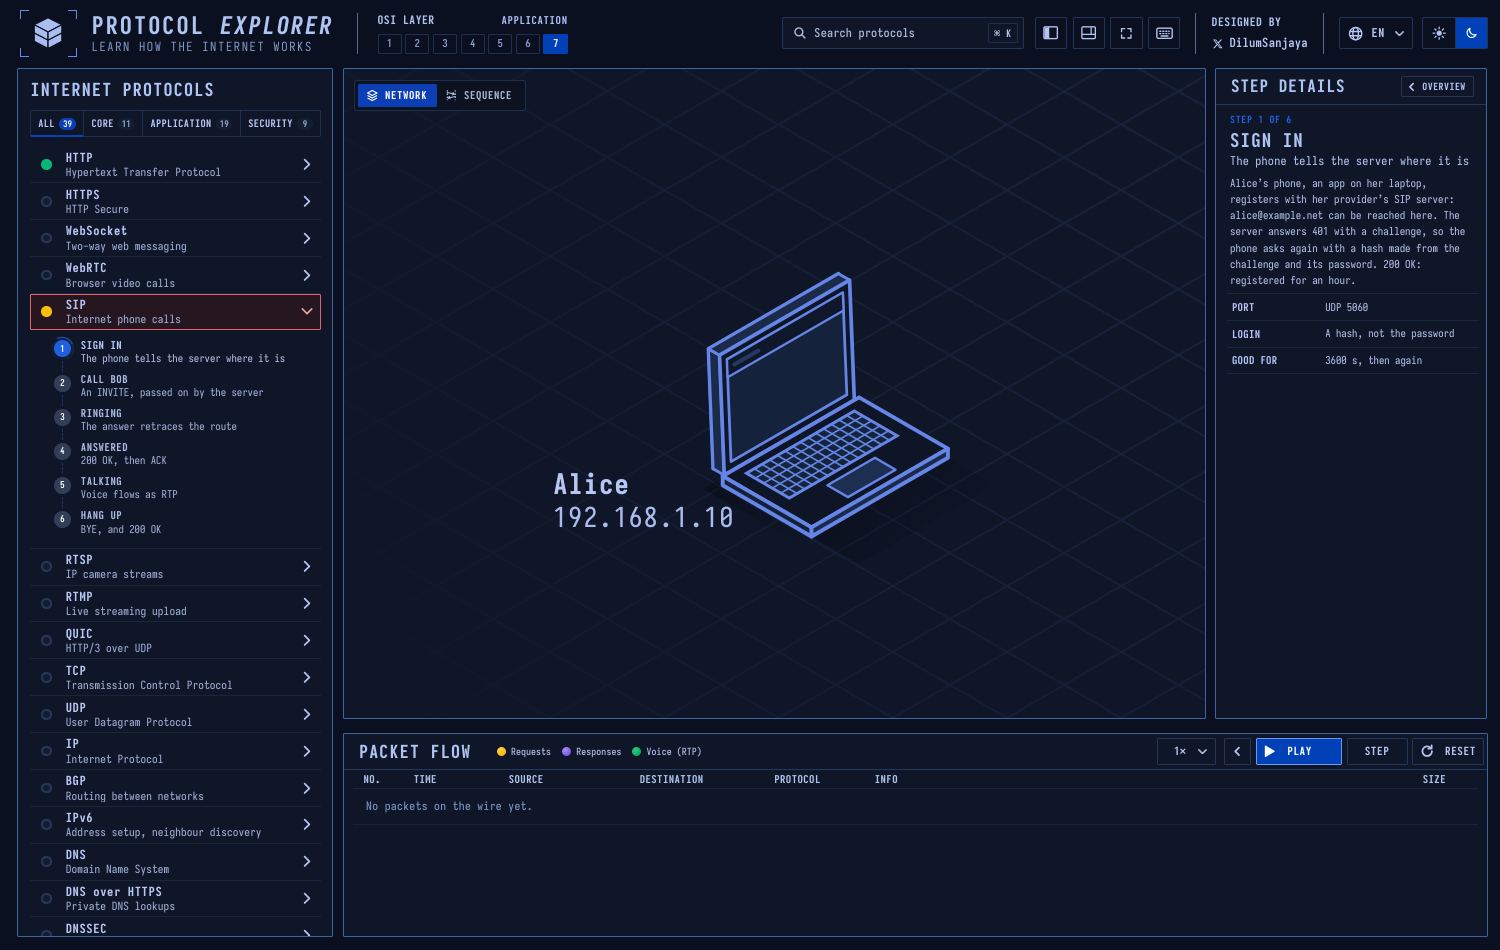 PROTOCOL EXPLORER
LEARN HOW THE INTERNET WORKS
OSI LAYER APPLICATION
1 2 3 4 5 6 7
Search protocols ⌘ K
DESIGNED BY
DilumSanjaya
EN
INTERNET PROTOCOLS
ALL 39 CORE 11 APPLICATION 19 SECURITY 9
HTTP
Hypertext Transfer Protocol
HTTPS
HTTP Secure
WebSocket
Two-way web messaging
WebRTC
Browser video calls
SIP
Internet phone calls
1 SIGN IN
The phone tells the server where it is
2 CALL BOB
An INVITE, passed on by the server
3 RINGING
The answer retraces the route
4 ANSWERED
200 OK, then ACK
5 TALKING
Voice flows as RTP
6 HANG UP
BYE, and 200 OK
RTSP
IP camera streams
RTMP
Live streaming upload
QUIC
HTTP/3 over UDP
TCP
Transmission Control Protocol
UDP
User Datagram Protocol
IP
Internet Protocol
BGP
Routing between networks
IPv6
Address setup, neighbour discovery
DNS
Domain Name System
DNS over HTTPS
Private DNS lookups
DNSSEC
NETWORK SEQUENCE
Alice
192.168.1.10
STEP DETAILS OVERVIEW
STEP 1 OF 6
SIGN IN
The phone tells the server where it is
Alice’s phone, an app on her laptop,
registers with her provider’s SIP server:
alice@example.net can be reached here. The
server answers 401 with a challenge, so the
phone asks again with a hash made from the
challenge and its password. 200 OK:
registered for an hour.
PORT UDP 5060
LOGIN A hash, not the password
GOOD FOR 3600 s, then again
PACKET FLOW Requests Responses Voice (RTP) 1× PLAY STEP RESET
NO. TIME SOURCE DESTINATION PROTOCOL INFO SIZE
No packets on the wire yet.